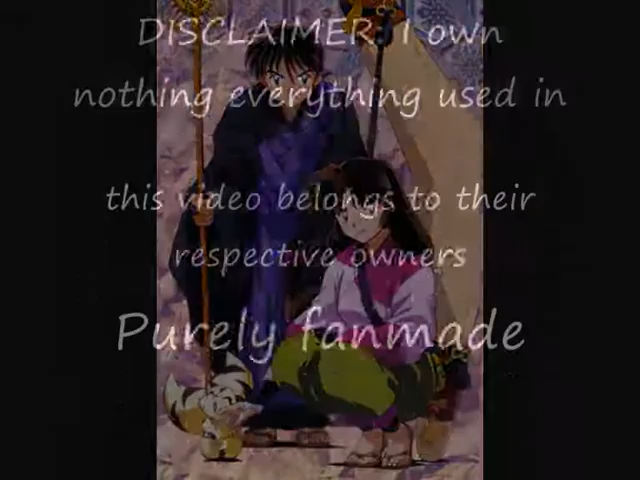 DISCLAIMER: I own
nothing everything used in
this video belongs to their
respective owners
Purely fanmade